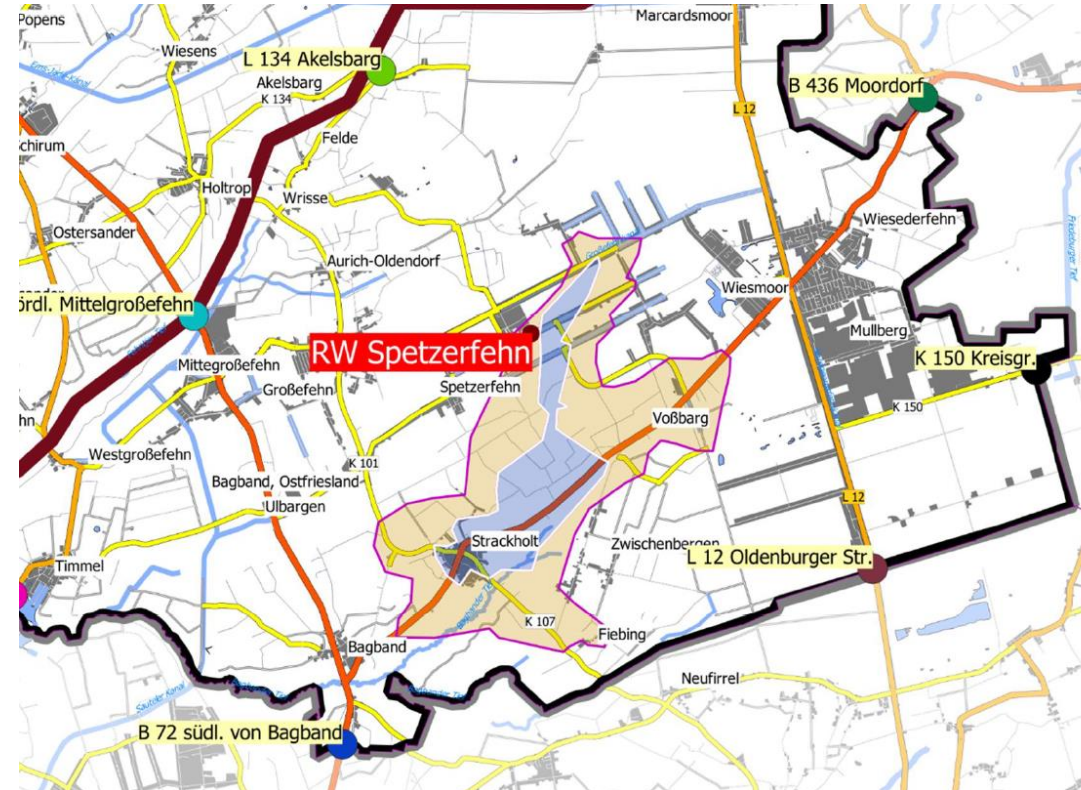 Popens
Marcardsmoor
Wiesens
L 134 Akelsbarg
Akelsbarg
K 134
L 12
B 436 Moordorf
Felde
Holtrop
Wrisse
Wiesederfehn
Ostersander
Aurich-Oldendorf
Wiesmoor
ördl. Mittelgroßefehn
Mullberg
RW Spetzerfehn
K 150 Kreisgr.
Mittegroßefehn
Großefehn
Spetzerfehn
K 150
Voßbarg
Westgroßefehn
K 101
Bagband, Ostfriesland
Ulbargen
L 12
Strackholt
Zwischenbergen
L 12 Oldenburger Str.
Timmel
K 107
Fiebing
Bagband
Neufirrel
Sauteler Kanal
B 72 südl. von Bagband